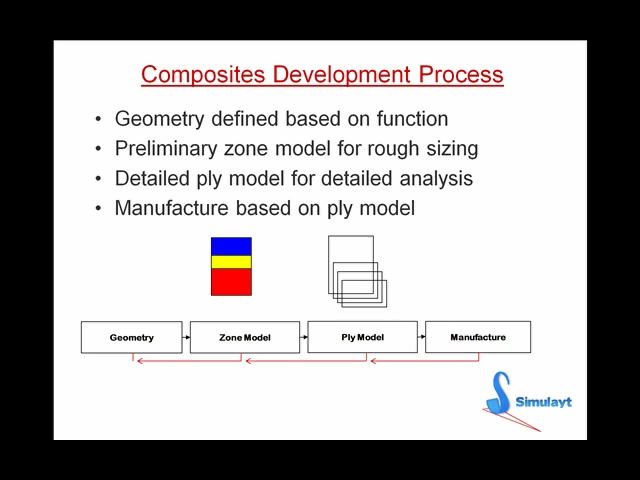 Composites Development Process
• Geometry defined based on function
• Preliminary zone model for rough sizing
• Detailed ply model for detailed analysis
• Manufacture based on ply model
Geometry
Zone Model
Ply Model
Manufacture
Simulayt